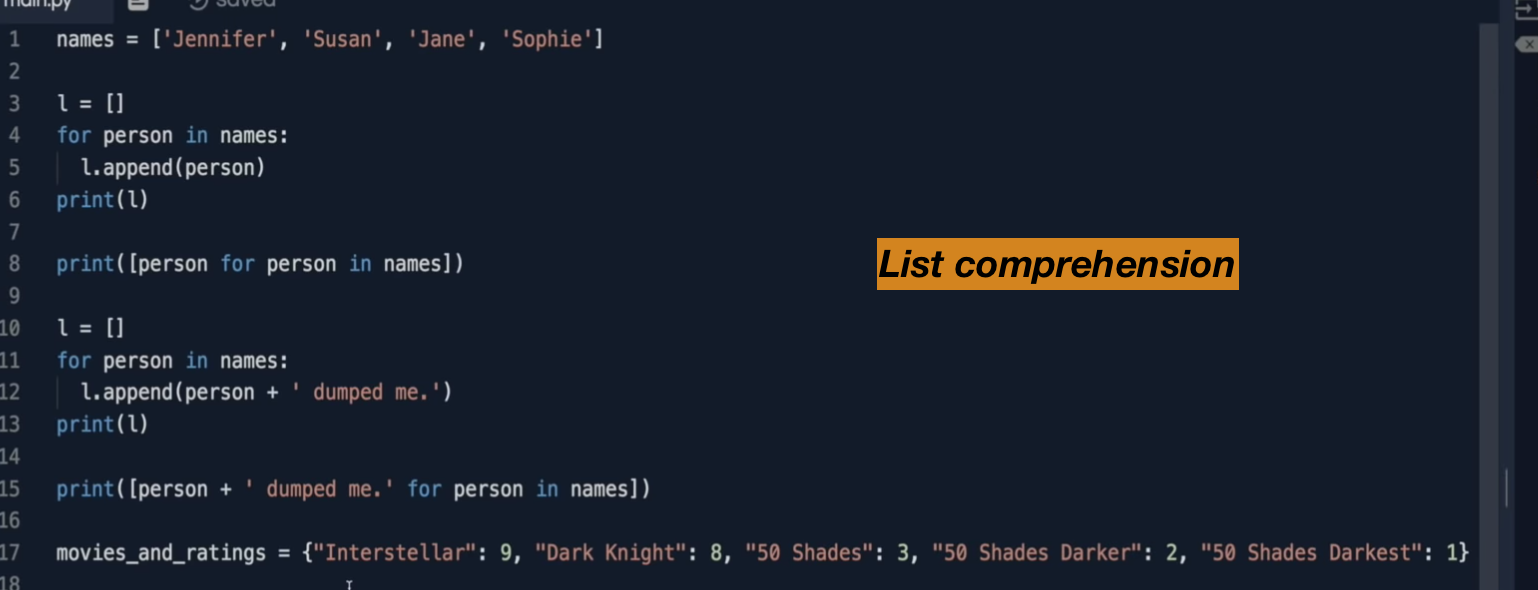 main.py saved
1 names = ['Jennifer', 'Susan', 'Jane', 'Sophie']
2
3 l = []
4 for person in names:
5 l.append(person)
6 print(l)
7
8 print([person for person in names])
List comprehension
9
10 l = []
11 for person in names:
12 l.append(person + ' dumped me.')
13 print(l)
14
15 print([person + ' dumped me.' for person in names])
16
17 movies_and_ratings = {"Interstellar": 9, "Dark Knight": 8, "50 Shades": 3, "50 Shades Darker": 2, "50 Shades Darkest": 1}
18